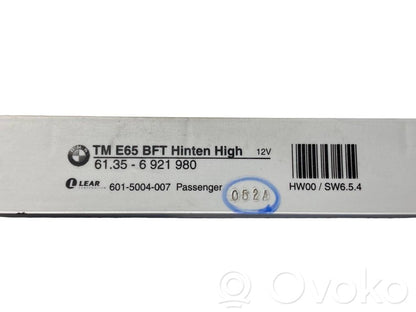 TM E65 BFT Hinten High 12V
61.35 - 6 921 980
LEAR
601-5004-007 Passenger
HW00 / SW6.5.4
ovoko